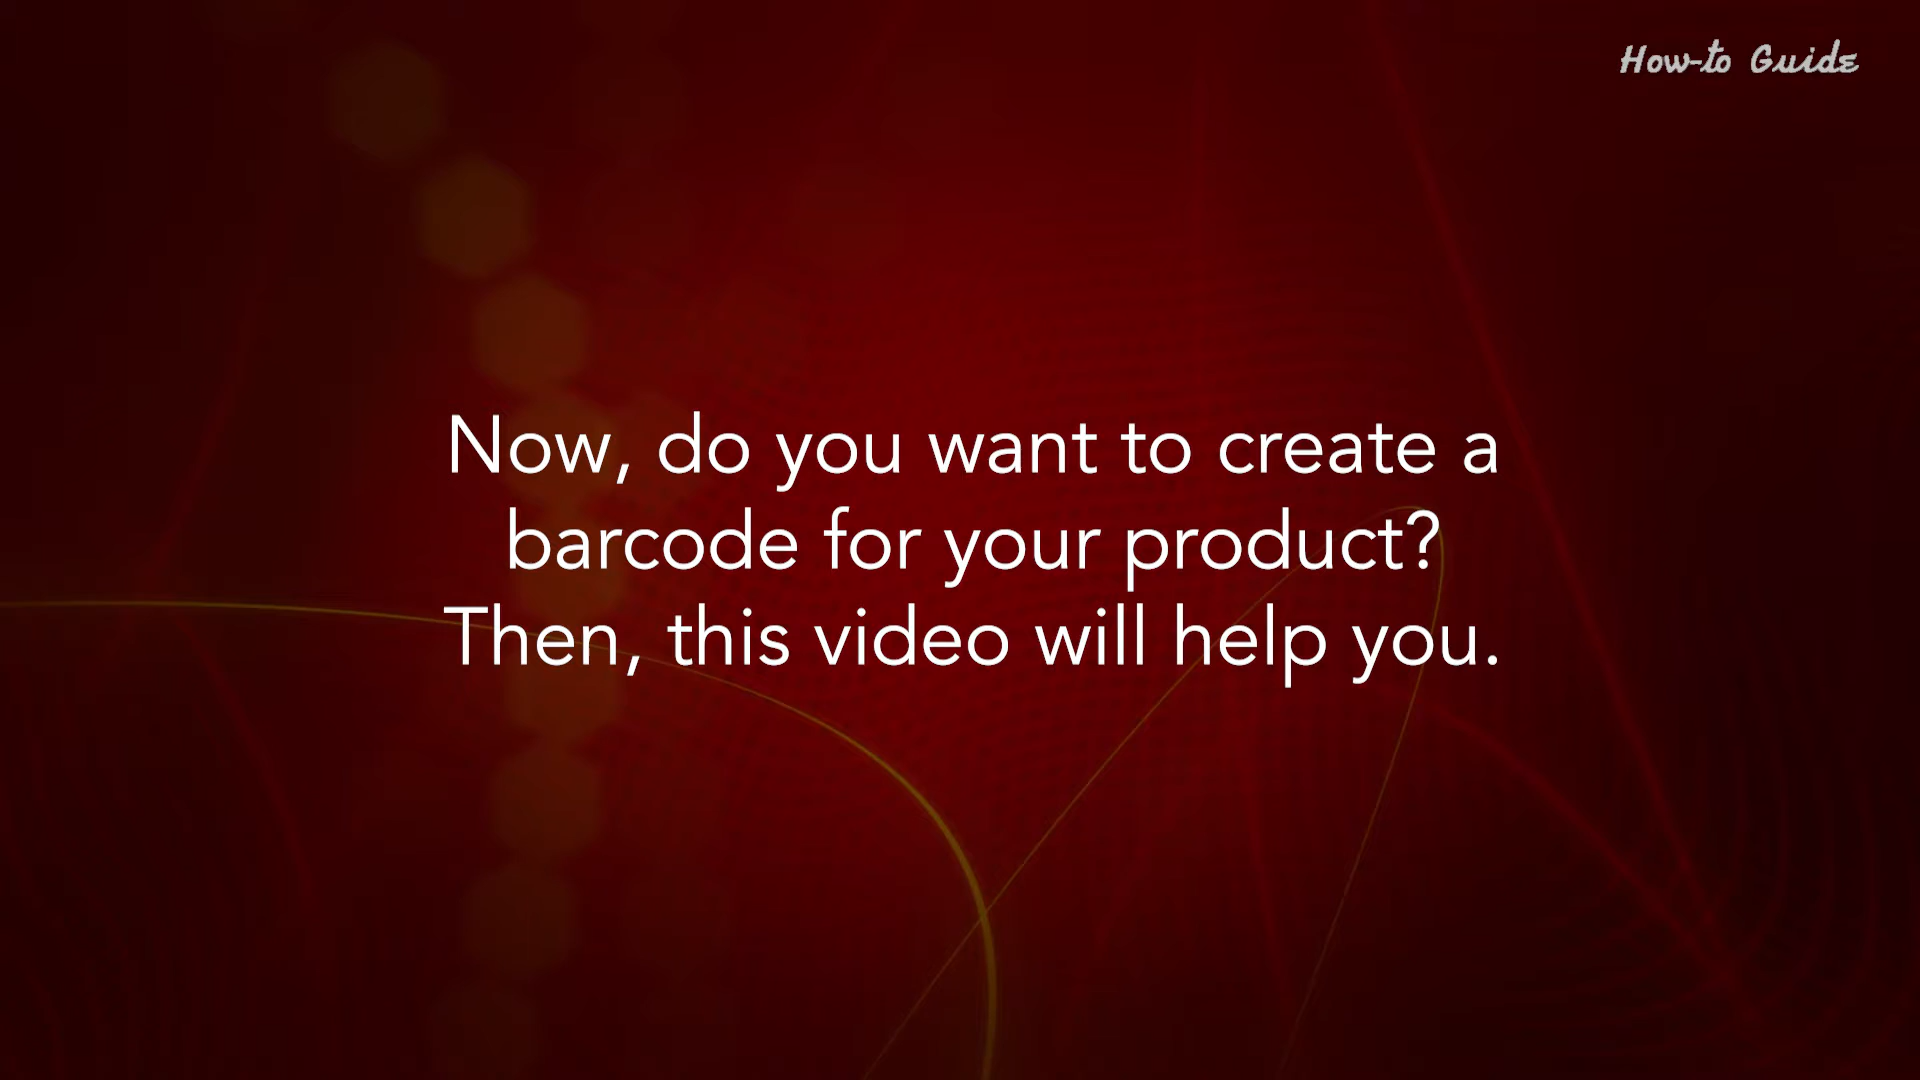 How-to Guide
Now, do you want to create a
barcode for your product?
Then, this video will help you.